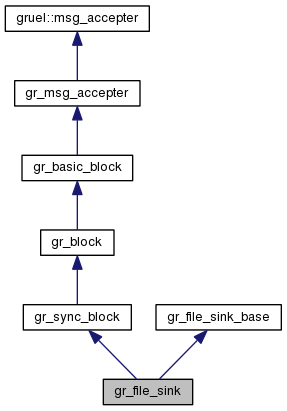 gruel::msg_accepter
gr_msg_accepter
gr_basic_block
gr_block
gr_sync_block
gr_file_sink_base
gr_file_sink